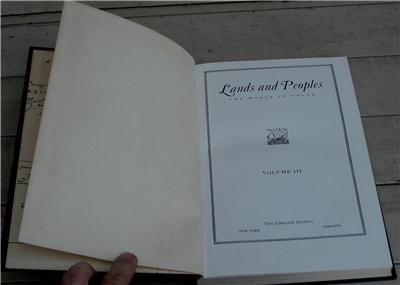 Lands and Peoples
THE WORLD IN COLOR
VOLUME III
THE GROLIER SOCIETY
NEW YORK TORONTO